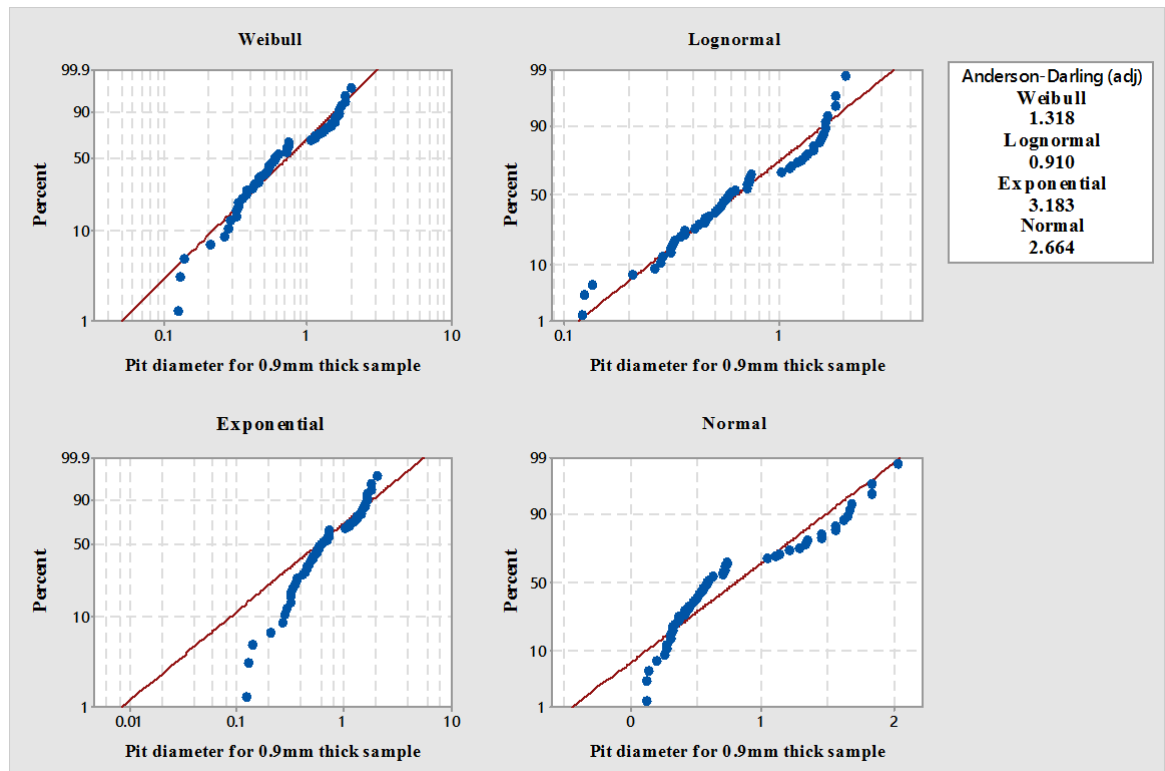 Weibull
99.9
90
50
10
1
Percent
0.1
1
10
Pit diameter for 0.9mm thick sample
Lognormal
99
90
50
10
1
Percent
0.1
1
Pit diameter for 0.9mm thick sample
Anderson-Darling (adj)
Weibull
1.318
Lognormal
0.910
Exponential
3.183
Normal
2.664
Exponential
99.9
90
50
10
1
Percent
0.01
0.1
1
10
Pit diameter for 0.9mm thick sample
Normal
99
90
50
10
1
Percent
0
1
2
Pit diameter for 0.9mm thick sample